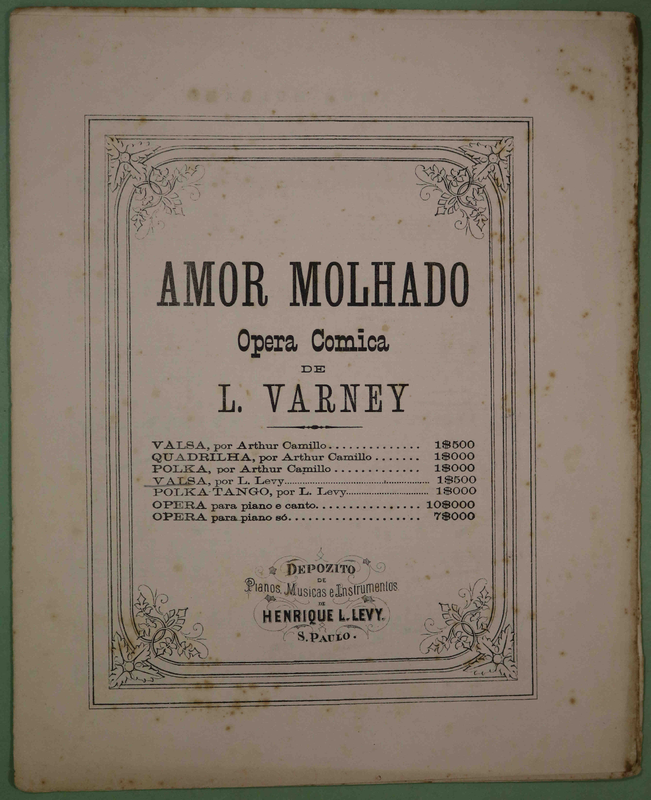 AMOR MOLHADO
Opera Comica
DE
L. VARNEY
VALSA, por Arthur Camillo............. 1$500
QUADRILHA, por Arthur Camillo....... 1$000
POLKA, por Arthur Camillo............. 1$000
VALSA, por L. Levy.................................................. 1$500
POLKA TANGO, por L. Levy............................ 1$000
OPERA para piano e canto................ 10$000
OPERA para piano só.................... 7$000
DEPOZITO
DE
Pianos, Musicas e Instrumentos
DE
HENRIQUE L. LEVY.
S. PAULO.